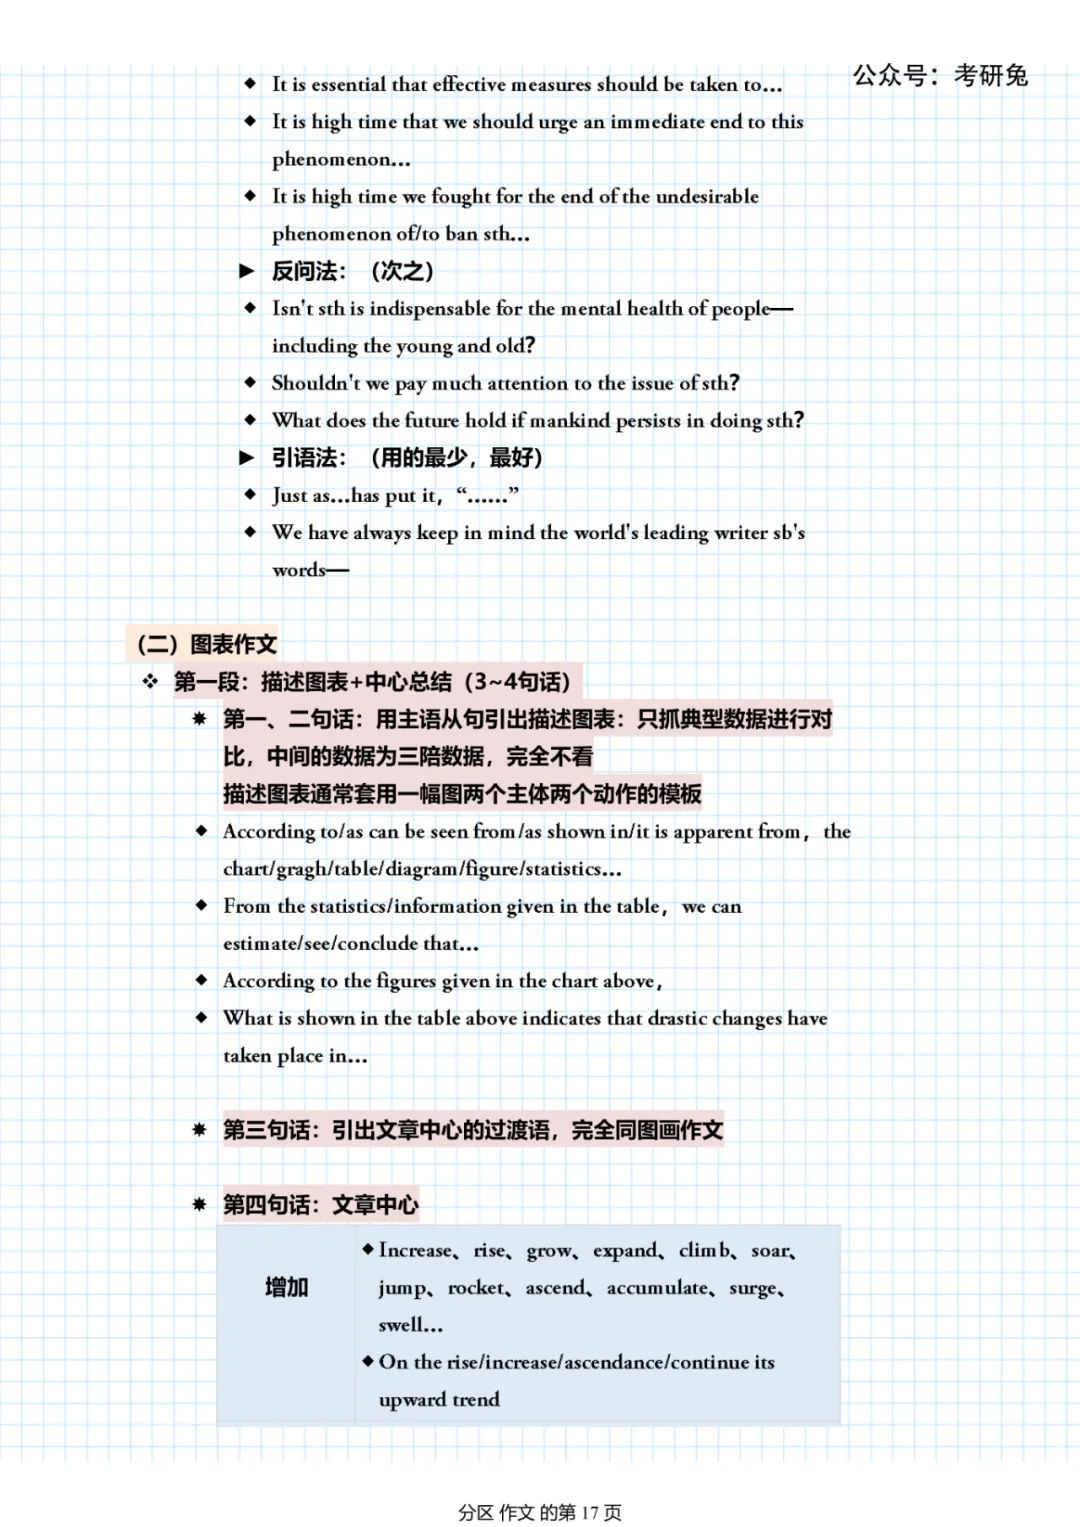 公众号：考研兔
◆ It is essential that effective measures should be taken to…
◆ It is high time that we should urge an immediate end to this
phenomenon…
◆ It is high time we fought for the end of the undesirable
phenomenon of/to ban sth…
► 反问法：（次之）
◆ Isn't sth is indispensable for the mental health of people—
including the young and old?
◆ Shouldn't we pay much attention to the issue of sth?
◆ What does the future hold if mankind persists in doing sth?
► 引语法：（用的最少，最好）
◆ Just as…has put it，“……”
◆ We have always keep in mind the world's leading writer sb's
words—
（二）图表作文
❖ 第一段：描述图表+中心总结（3~4句话）
✸ 第一、二句话：用主语从句引出描述图表：只抓典型数据进行对
比，中间的数据为三陪数据，完全不看
描述图表通常套用一幅图两个主体两个动作的模板
◆ According to/as can be seen from/as shown in/it is apparent from，the
chart/gragh/table/diagram/figure/statistics…
◆ From the statistics/information given in the table，we can
estimate/see/conclude that…
◆ According to the figures given in the chart above，
◆ What is shown in the table above indicates that drastic changes have
taken place in…
✸ 第三句话：引出文章中心的过渡语，完全同图画作文
✸ 第四句话：文章中心
增加
◆ Increase、rise、grow、expand、climb、soar、
jump、rocket、ascend、accumulate、surge、
swell…
◆ On the rise/increase/ascendance/continue its
upward trend
分区 作文 的第 17 页